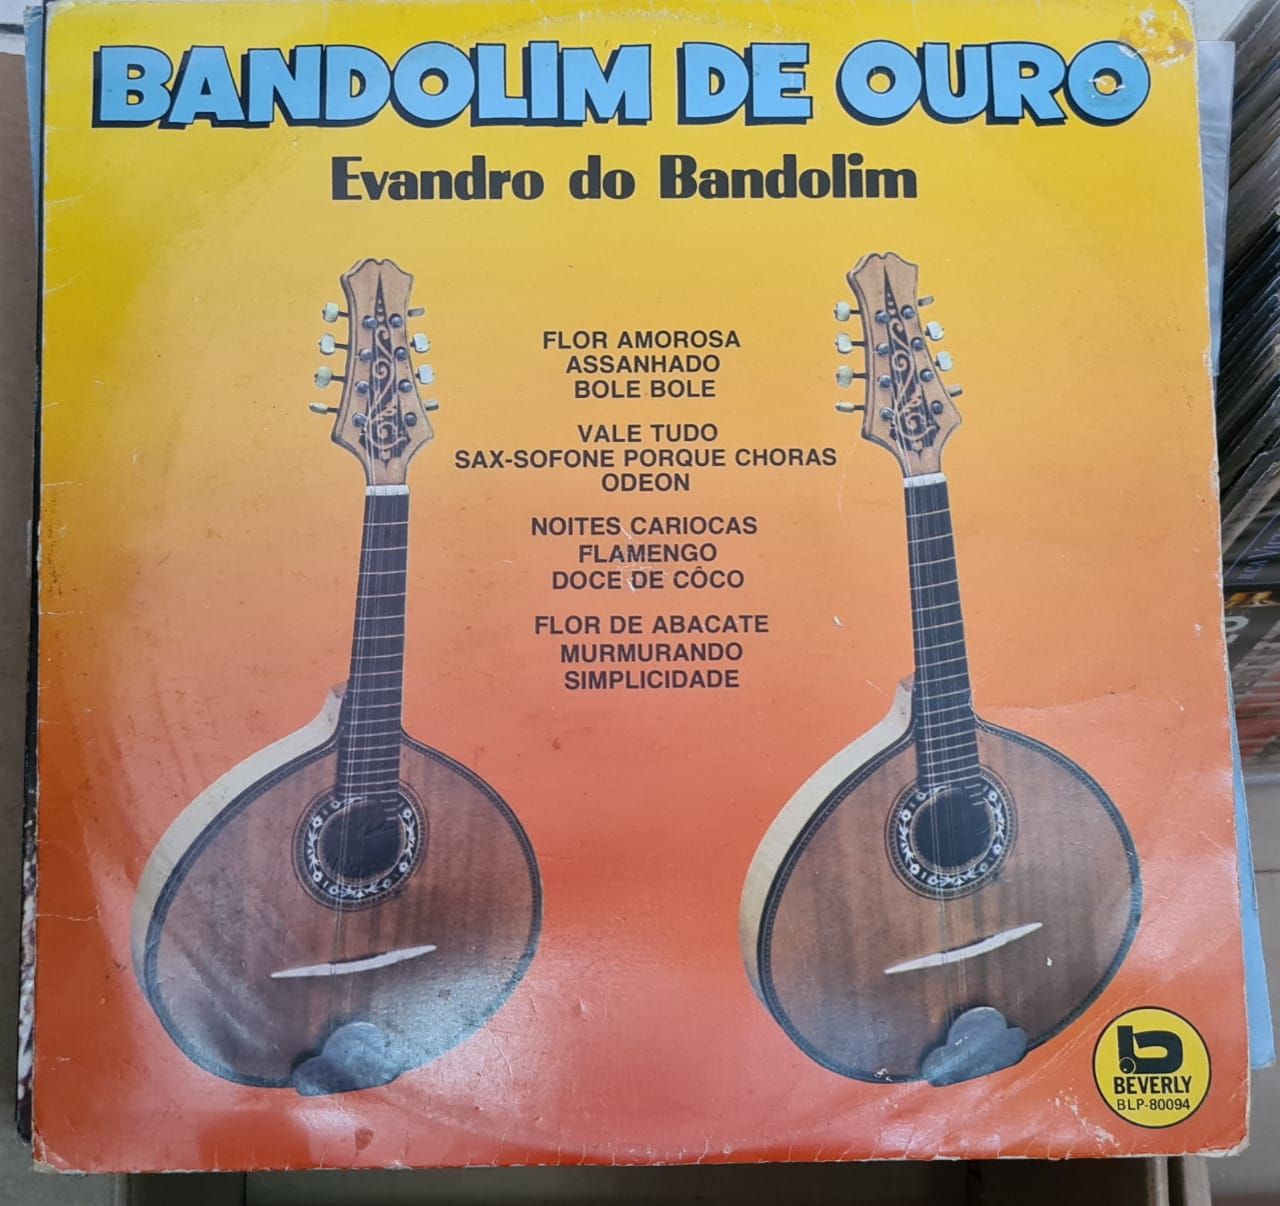 BANDOLIM DE OURO
Evandro do Bandolim
FLOR AMOROSA
ASSANHADO
BOLE BOLE
VALE TUDO
SAX-SOFONE PORQUE CHORAS
ODEON
NOITES CARIOCAS
FLAMENGO
DOCE DE CÔCO
FLOR DE ABACATE
MURMURANDO
SIMPLICIDADE
b
BEVERLY
BLP-80094